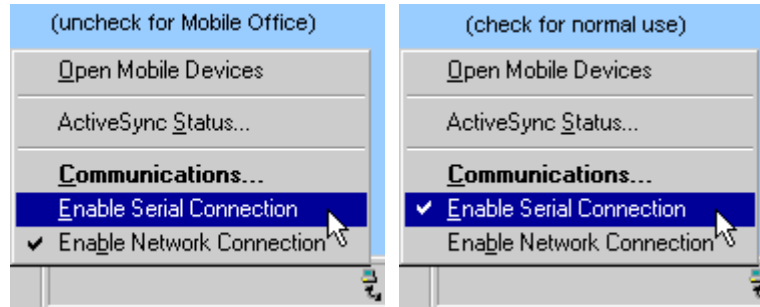 (uncheck for Mobile Office)
Open Mobile Devices
ActiveSync Status...
Communications...
Enable Serial Connection
Enable Network Connection
(check for normal use)
Open Mobile Devices
ActiveSync Status...
Communications...
Enable Serial Connection
Enable Network Connection